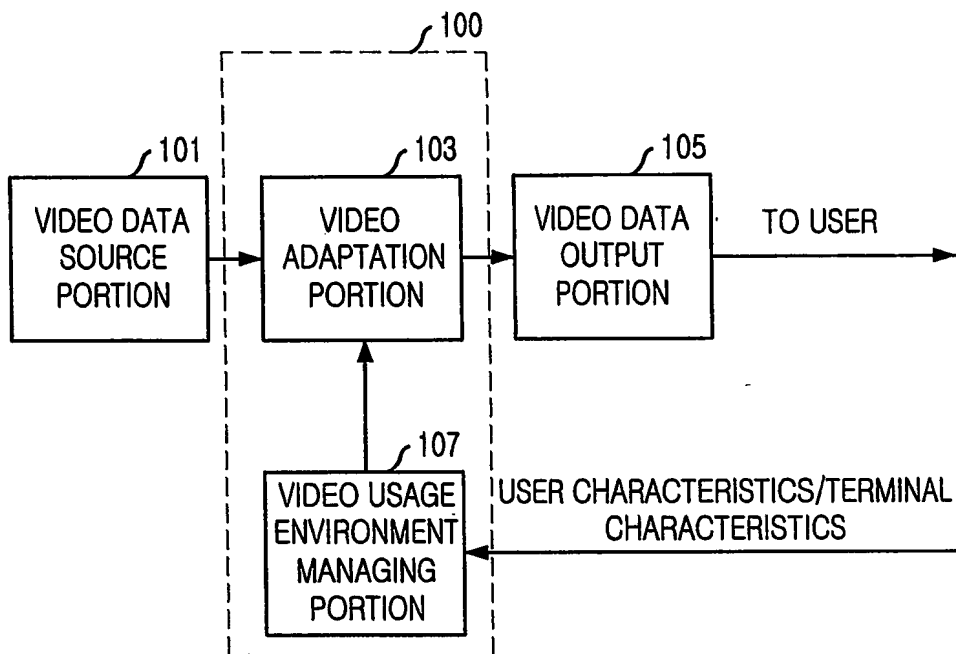 100
101
103
105
VIDEO DATA
SOURCE
PORTION
VIDEO
ADAPTATION
PORTION
VIDEO DATA
OUTPUT
PORTION
TO USER
107
VIDEO USAGE
ENVIRONMENT
MANAGING
PORTION
USER CHARACTERISTICS/TERMINAL
CHARACTERISTICS